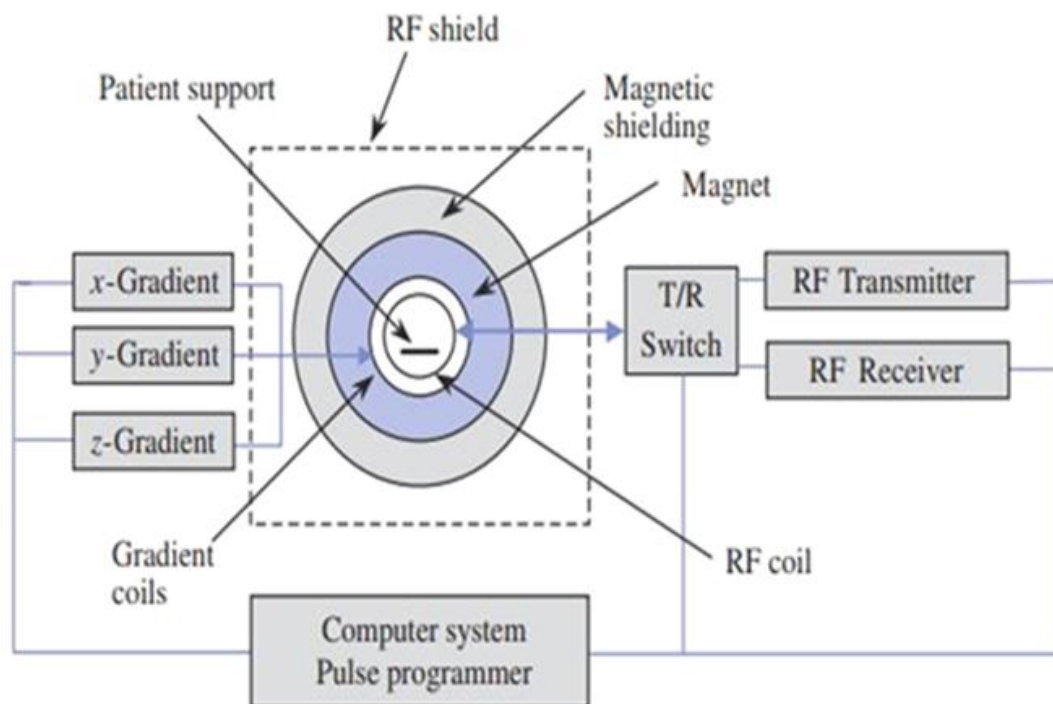 RF shield
Patient support
Magnetic
shielding
Magnet
x-Gradient
y-Gradient
z-Gradient
T/R
Switch
RF Transmitter
RF Receiver
Gradient
coils
RF coil
Computer system
Pulse programmer